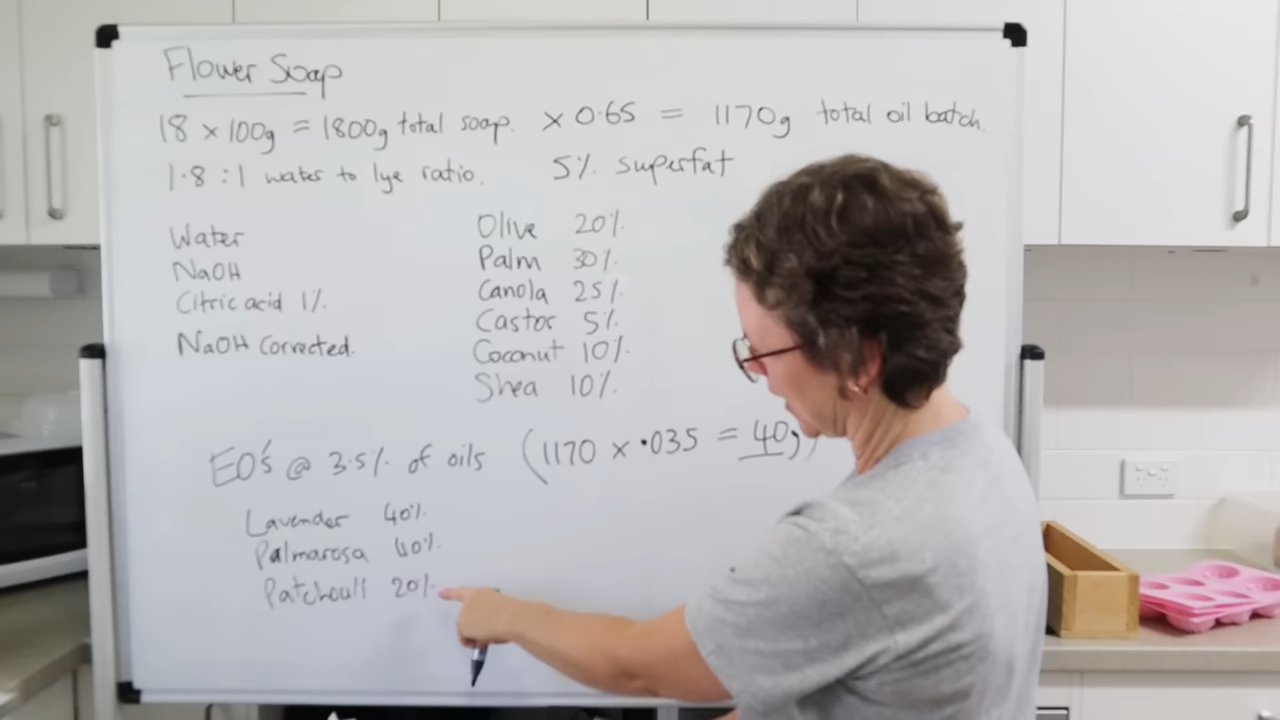 Flower Soap
18 x 100g = 1800g total soap. x 0.65 = 1170g total oil batch.
1.8 : 1 water to lye ratio. 5% superfat
Water
NaOH
Citric acid 1%.
NaOH Corrected.
Olive 20%.
Palm 30%.
Canola 25%.
Castor 5%.
Coconut 10%.
Shea 10%.
EO's @ 3.5% of oils (1170 x .035 = 40g)
Lavender 40%.
Palmarosa 40%.
Patchouli 20%.